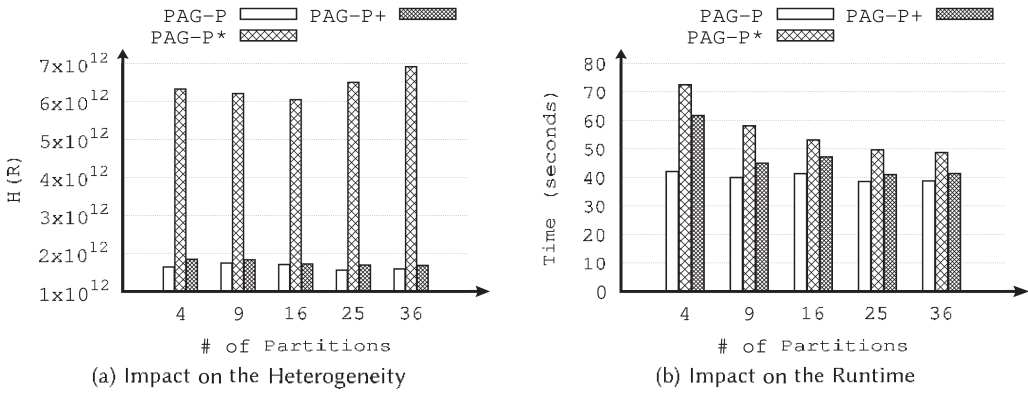 PAG-P PAG-P+
PAG-P*
7x10^12
6x10^12
5x10^12
4x10^12
3x10^12
2x10^12
1x10^12
H(R)
4 9 16 25 36
# of Partitions
(a) Impact on the Heterogeneity
PAG-P PAG-P+
PAG-P*
80
70
60
50
40
30
20
10
0
Time (seconds)
4 9 16 25 36
# of Partitions
(b) Impact on the Runtime